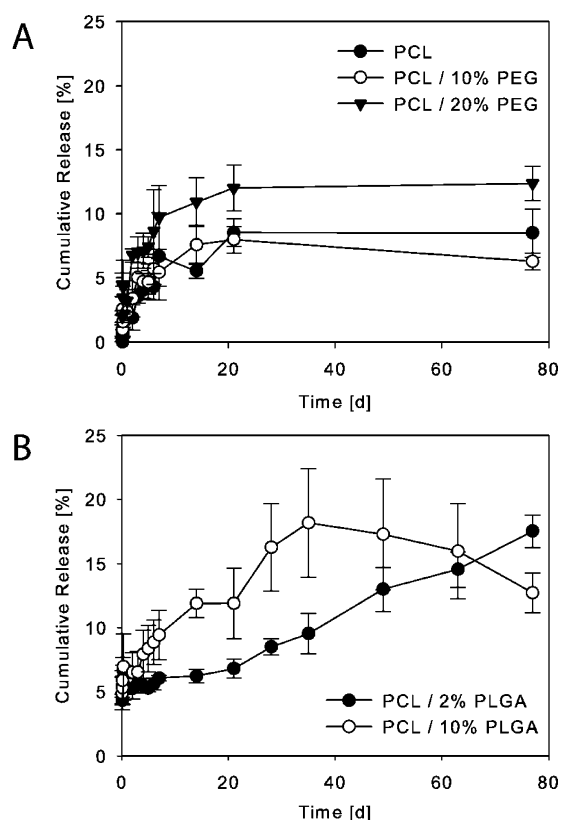 A
25
20
15
10
5
0
Cumulative Release [%]
PCL
PCL / 10% PEG
PCL / 20% PEG
0 20 40 60 80
Time [d]
B
25
20
15
10
5
0
Cumulative Release [%]
PCL / 2% PLGA
PCL / 10% PLGA
0 20 40 60 80
Time [d]